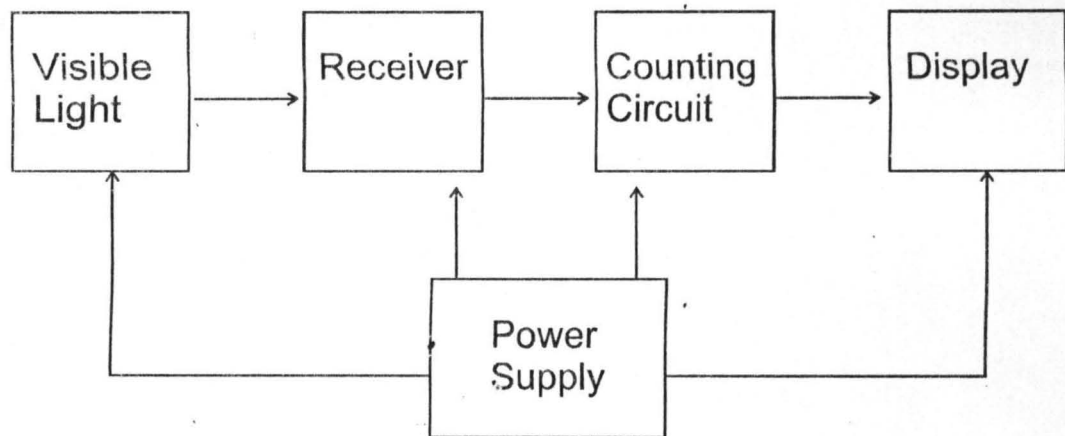 Visible
Light
Receiver
Counting
Circuit
Display
Power
Supply